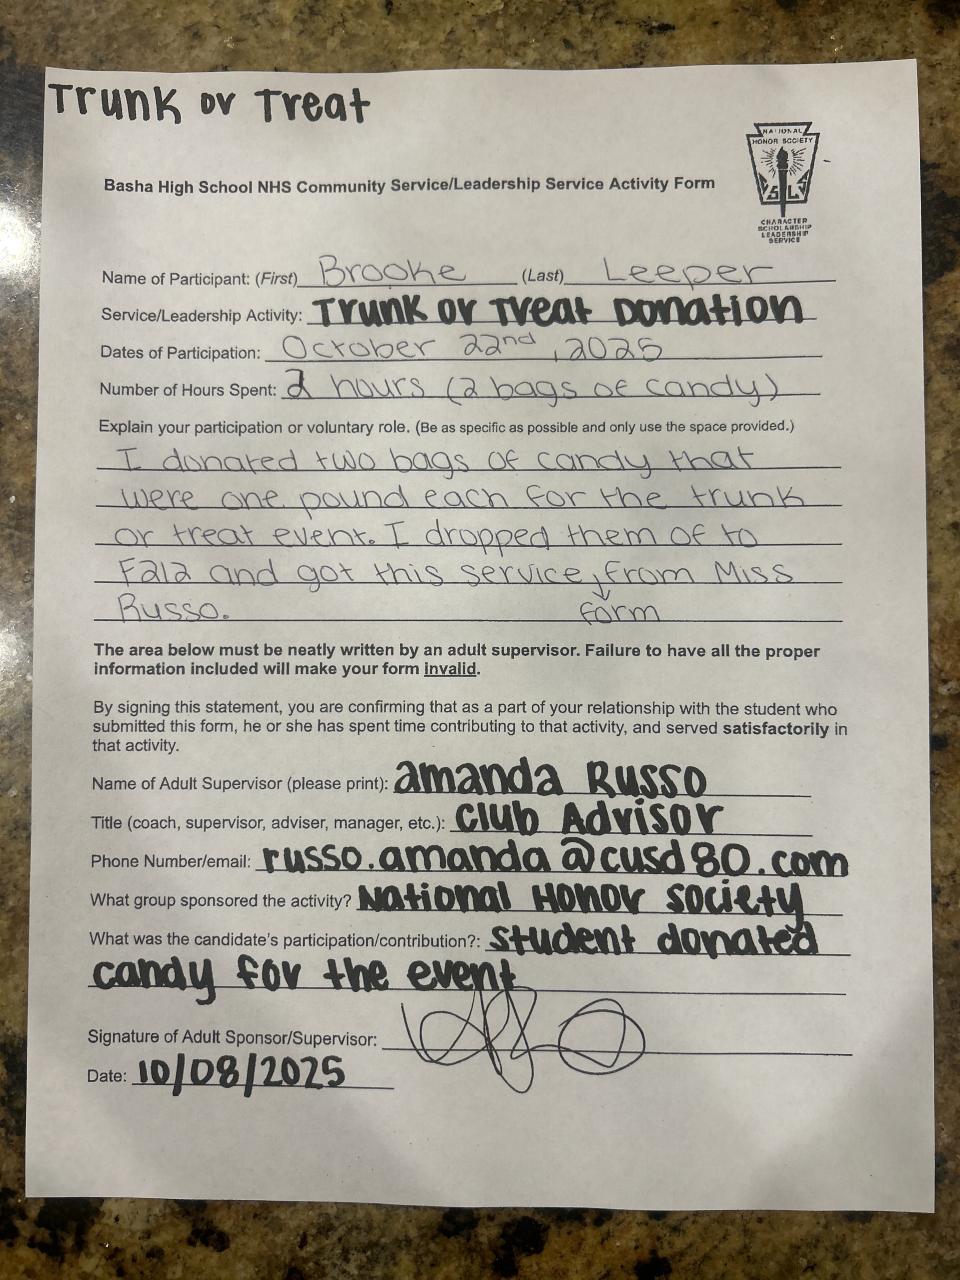 Trunk or Treat
NATIONAL
HONOR SOCIETY
S L S
CHARACTER
SCHOLARSHIP
LEADERSHIP
SERVICE
Basha High School NHS Community Service/Leadership Service Activity Form
Name of Participant: (First) Brooke (Last) Leeper
Service/Leadership Activity: Trunk or Treat Donation
Dates of Participation: October 22nd, 2025
Number of Hours Spent: 2 hours (2 bags of candy)
Explain your participation or voluntary role. (Be as specific as possible and only use the space provided.)
I donated two bags of candy that
were one pound each for the trunk
or treat event. I dropped them of to
F212 and got this service, from Miss
Russo. form
The area below must be neatly written by an adult supervisor. Failure to have all the proper
information included will make your form invalid.
By signing this statement, you are confirming that as a part of your relationship with the student who
submitted this form, he or she has spent time contributing to that activity, and served satisfactorily in
that activity.
Name of Adult Supervisor (please print): amanda Russo
Title (coach, supervisor, adviser, manager, etc.): Club Advisor
Phone Number/email: russo.amanda@cusd80.com
What group sponsored the activity? National Honor Society
What was the candidate's participation/contribution?: student donated
candy for the event
Signature of Adult Sponsor/Supervisor:
Date: 10/08/2025